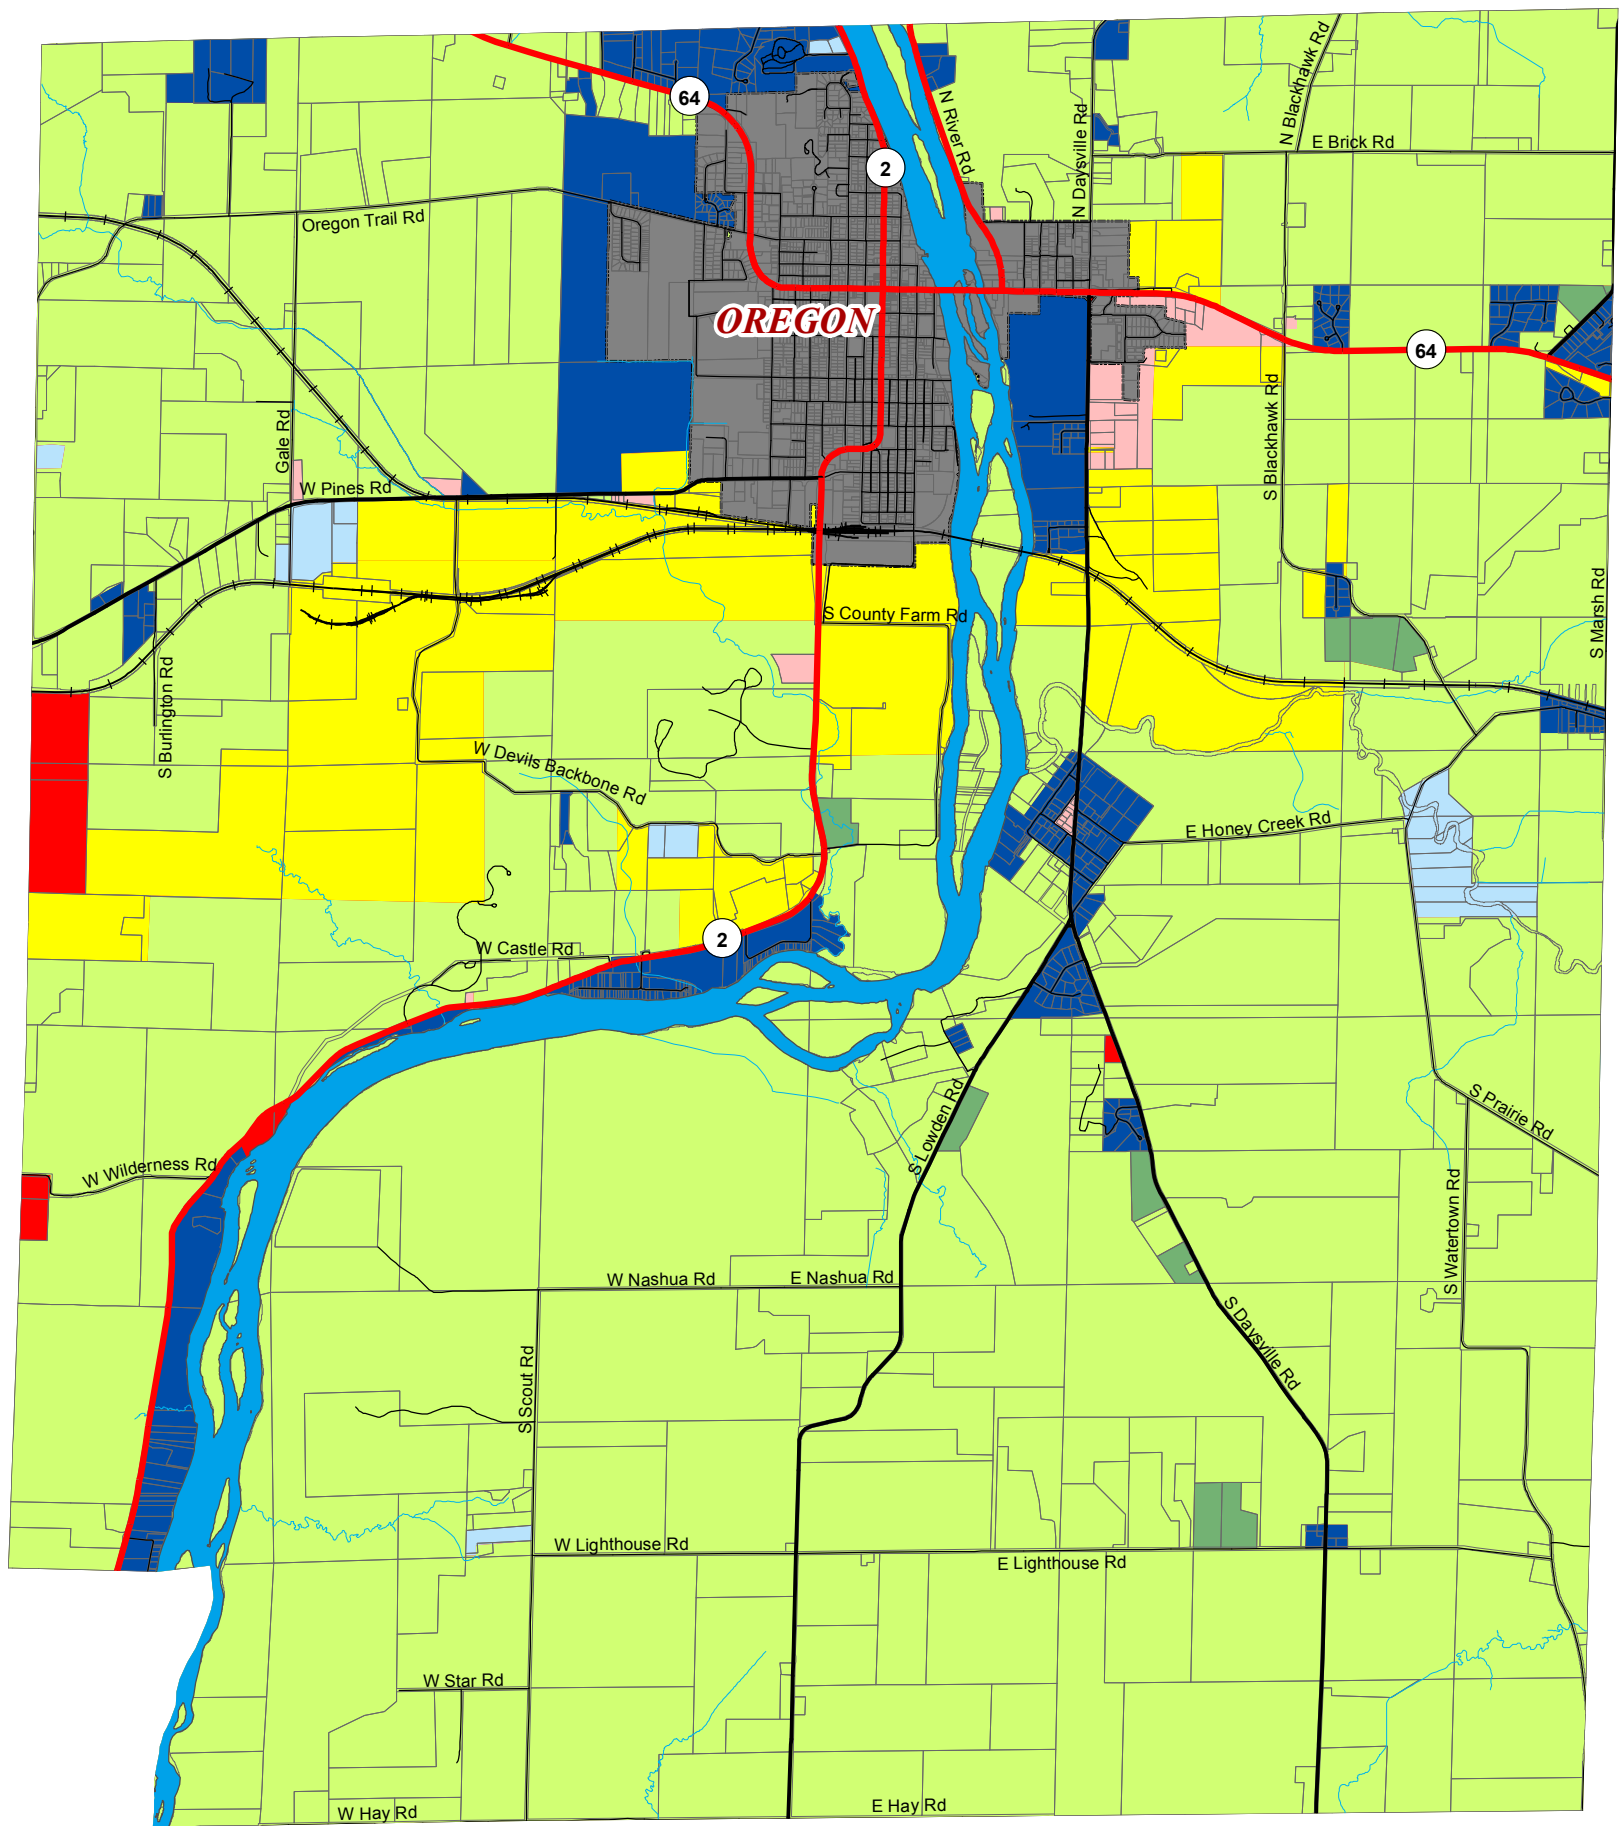 N Blackhawk Rd
64
N River Rd
N Daysville Rd
E Brick Rd
2
Oregon Trail Rd
OREGON
64
S Blackhawk Rd
Gale Rd
W Pines Rd
S Marsh Rd
S County Farm Rd
S Burlington Rd
W Devils Backbone Rd
E Honey Creek Rd
2
W Castle Rd
S Prairie Rd
S Lowden Rd
W Wilderness Rd
S Watertown Rd
W Nashua Rd
E Nashua Rd
S Daysville Rd
S Scout Rd
W Lighthouse Rd
E Lighthouse Rd
W Star Rd
W Hay Rd
E Hay Rd